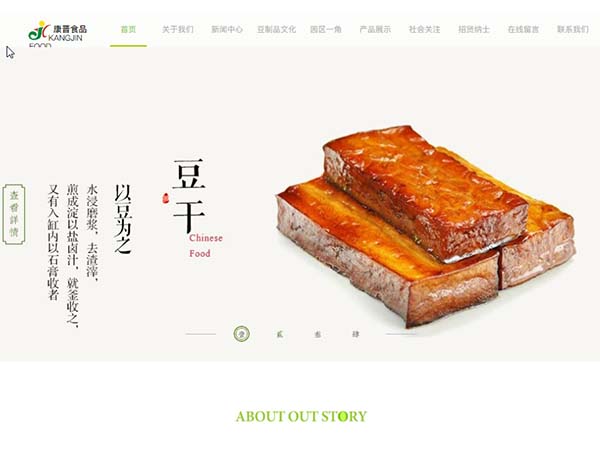 康晋食品
KANGJIN
FOOD
首页 关于我们 新闻中心 豆制品文化 园区一角 产品展示 社会关注 招贤纳士 在线留言 联系我们
豆干
Chinese
Food
以豆为之
水浸磨浆，去渣滓，
煎成淀以盐卤汁，就釜收之，
又有入缸内以石膏收者
查看詳情
壹 贰 叁 肆
ABOUT OUT STORY